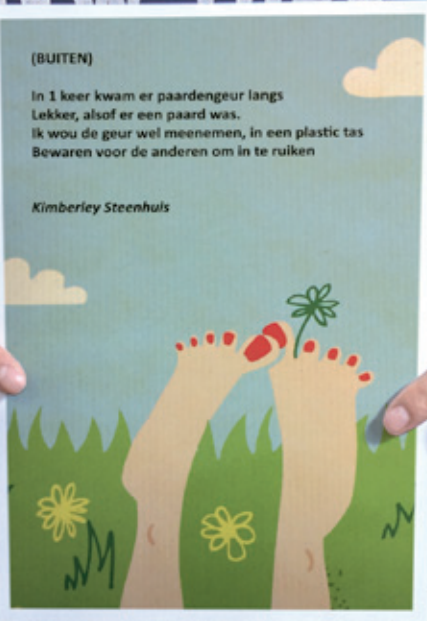 (BUITEN)
In 1 keer kwam er paardengeur langs
Lekker, alsof er een paard was.
Ik wou de geur wel meenemen, in een plastic tas
Bewaren voor de anderen om in te ruiken
Kimberley Steenhuis